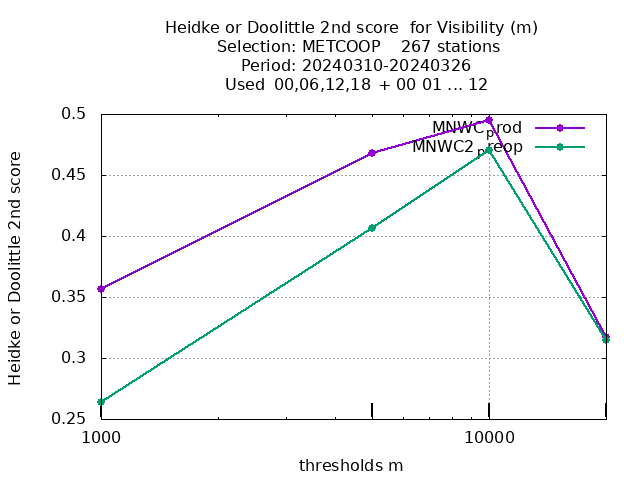 Heidke or Doolittle 2nd score  for Visibility (m)
Selection: METCOOP    267 stations
Period: 20240310-20240326
Used  00,06,12,18 + 00 01 ... 12
Heidke or Doolittle 2nd score
0.5
0.45
0.4
0.35
0.3
0.25
MNWC_prod
MNWC2_preop
1000
10000
thresholds m